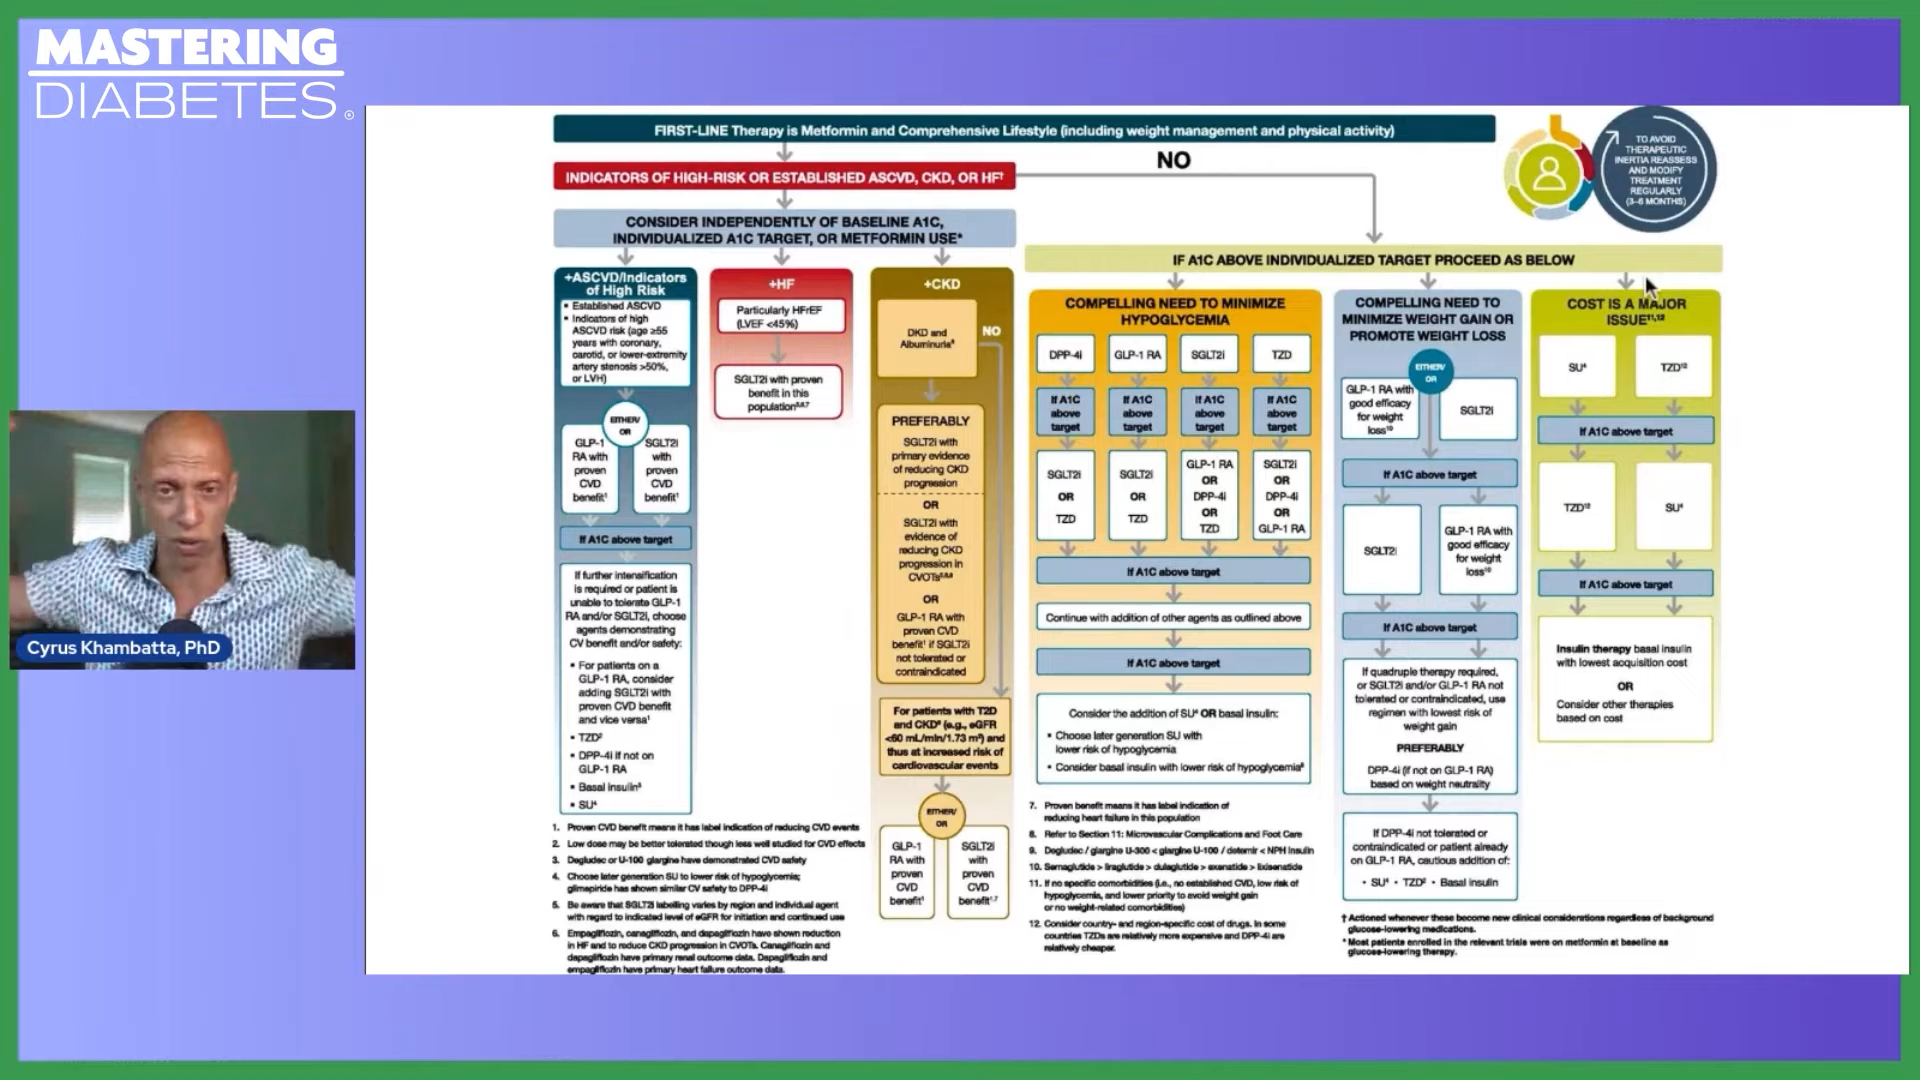 MASTERING
DIABETES®
FIRST-LINE Therapy is Metformin and Comprehensive Lifestyle (including weight management and physical activity)
NO
TO AVOID
THERAPEUTIC
INERTIA REASSESS
AND MODIFY
TREATMENT
REGULARLY
(3–6 MONTHS)
INDICATORS OF HIGH-RISK OR ESTABLISHED ASCVD, CKD, OR HF†
CONSIDER INDEPENDENTLY OF BASELINE A1C,
INDIVIDUALIZED A1C TARGET, OR METFORMIN USE*
+ASCVD/Indicators
of High Risk
▪ Established ASCVD
▪ Indicators of high
ASCVD risk (age ≥55
years with coronary,
carotid, or lower-extremity
artery stenosis >50%,
or LVH)
EITHER/
OR
GLP-1
RA with
proven
CVD
benefit¹
SGLT2i
with
proven
CVD
benefit¹
If A1C above target
If further intensification
is required or patient is
unable to tolerate GLP-1
RA and/or SGLT2i, choose
agents demonstrating
CV benefit and/or safety:
▪ For patients on a
GLP-1 RA, consider
adding SGLT2i with
proven CVD benefit
and vice versa¹
▪ TZD²
▪ DPP-4i if not on
GLP-1 RA
▪ Basal insulin³
▪ SU⁴
+HF
Particularly HFrEF
(LVEF <45%)
SGLT2i with proven
benefit in this
population⁵,⁶,⁷
+CKD
DKD and
Albuminuria⁸
NO
PREFERABLY
SGLT2i with
primary evidence
of reducing CKD
progression
OR
SGLT2i with
evidence of
reducing CKD
progression in
CVOTs⁵,⁶,⁸
OR
GLP-1 RA with
proven CVD
benefit¹ if SGLT2i
not tolerated or
contraindicated
For patients with T2D
and CKD⁸ (e.g., eGFR
<60 mL/min/1.73 m²) and
thus at increased risk of
cardiovascular events
EITHER/
OR
GLP-1
RA with
proven
CVD
benefit¹
SGLT2i
with
proven
CVD
benefit¹,⁷
IF A1C ABOVE INDIVIDUALIZED TARGET PROCEED AS BELOW
COMPELLING NEED TO MINIMIZE
HYPOGLYCEMIA
DPP-4i
GLP-1 RA
SGLT2i
TZD
If A1C
above
target
If A1C
above
target
If A1C
above
target
If A1C
above
target
SGLT2i
OR
TZD
SGLT2i
OR
TZD
GLP-1 RA
OR
DPP-4i
OR
TZD
SGLT2i
OR
DPP-4i
OR
GLP-1 RA
If A1C above target
Continue with addition of other agents as outlined above
If A1C above target
Consider the addition of SU⁴ OR basal insulin:
▪ Choose later generation SU with
lower risk of hypoglycemia
▪ Consider basal insulin with lower risk of hypoglycemia⁹
COMPELLING NEED TO
MINIMIZE WEIGHT GAIN OR
PROMOTE WEIGHT LOSS
EITHER/
OR
GLP-1 RA with
good efficacy
for weight
loss¹⁰
SGLT2i
If A1C above target
SGLT2i
GLP-1 RA with
good efficacy
for weight
loss¹⁰
If A1C above target
If quadruple therapy required,
or SGLT2i and/or GLP-1 RA not
tolerated or contraindicated, use
regimen with lowest risk of
weight gain
PREFERABLY
DPP-4i (if not on GLP-1 RA)
based on weight neutrality
If DPP-4i not tolerated or
contraindicated or patient already
on GLP-1 RA, cautious addition of:
• SU⁴ • TZD² • Basal insulin
COST IS A MAJOR
ISSUE¹¹,¹²
SU⁴
TZD¹²
If A1C above target
TZD¹²
SU⁴
If A1C above target
Insulin therapy basal insulin
with lowest acquisition cost
OR
Consider other therapies
based on cost
1. Proven CVD benefit means it has label indication of reducing CVD events
2. Low dose may be better tolerated though less well studied for CVD effects
3. Degludec or U-100 glargine have demonstrated CVD safety
4. Choose later generation SU to lower risk of hypoglycemia;
glimepiride has shown similar CV safety to DPP-4i
5. Be aware that SGLT2i labelling varies by region and individual agent
with regard to indicated level of eGFR for initiation and continued use
6. Empagliflozin, canagliflozin, and dapagliflozin have shown reduction
in HF and to reduce CKD progression in CVOTs. Canagliflozin and
dapagliflozin have primary renal outcome data. Dapagliflozin and
empagliflozin have primary heart failure outcome data.
7. Proven benefit means it has label indication of
reducing heart failure in this population
8. Refer to Section 11: Microvascular Complications and Foot Care
9. Degludec / glargine U-300 < glargine U-100 / detemir < NPH insulin
10. Semaglutide > liraglutide > dulaglutide > exenatide > lixisenatide
11. If no specific comorbidities (i.e., no established CVD, low risk of
hypoglycemia, and lower priority to avoid weight gain
or no weight-related comorbidities)
12. Consider country- and region-specific cost of drugs. In some
countries TZDs are relatively more expensive and DPP-4i are
relatively cheaper.
† Actioned whenever these become new clinical considerations regardless of background
glucose-lowering medications.
* Most patients enrolled in the relevant trials were on metformin at baseline as
glucose-lowering therapy.
Cyrus Khambatta, PhD